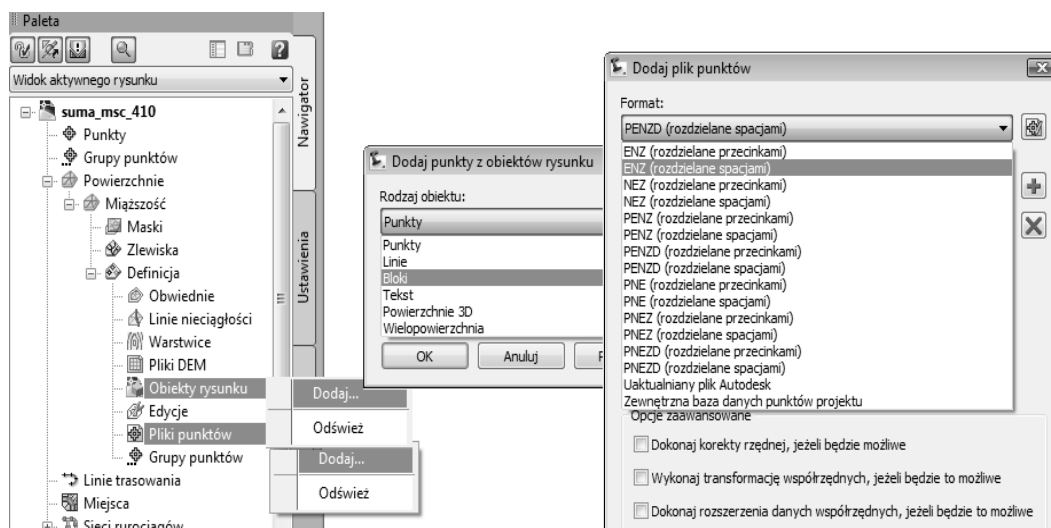 Paleta
Widok aktywnego rysunku
suma_msc_410
Punkty
Grupy punktów
Powierzchnie
Miąższość
Maski
Zlewiska
Definicja
Obwiednie
Linie nieciągłości
Warstwice
Pliki DEM
Obiekty rysunku
Edycje
Pliki punktów
Grupy punktów
Linie trasowania
Miejsca
Sieci rurociągów
Nawigator
Ustawienia
Dodaj...
Odśwież
Dodaj...
Odśwież
Dodaj punkty z obiektów rysunku
Rodzaj obiektu:
Punkty
Punkty
Linie
Bloki
Tekst
Powierzchnie 3D
Wielopowierzchnia
OK
Anuluj
Dodaj plik punktów
Format:
PENZD (rozdzielane spacjami)
ENZ (rozdzielane przecinkami)
ENZ (rozdzielane spacjami)
NEZ (rozdzielane przecinkami)
NEZ (rozdzielane spacjami)
PENZ (rozdzielane przecinkami)
PENZ (rozdzielane spacjami)
PENZD (rozdzielane przecinkami)
PENZD (rozdzielane spacjami)
PNE (rozdzielane przecinkami)
PNE (rozdzielane spacjami)
PNEZ (rozdzielane przecinkami)
PNEZ (rozdzielane spacjami)
PNEZD (rozdzielane przecinkami)
PNEZD (rozdzielane spacjami)
Uaktualniany plik Autodesk
Zewnętrzna baza danych punktów projektu
Opcje zaawansowane
Dokonaj korekty rzędnej, jeżeli będzie możliwe
Wykonaj transformację współrzędnych, jeżeli będzie to możliwe
Dokonaj rozszerzenia danych współrzędnych, jeżeli będzie to możliwe